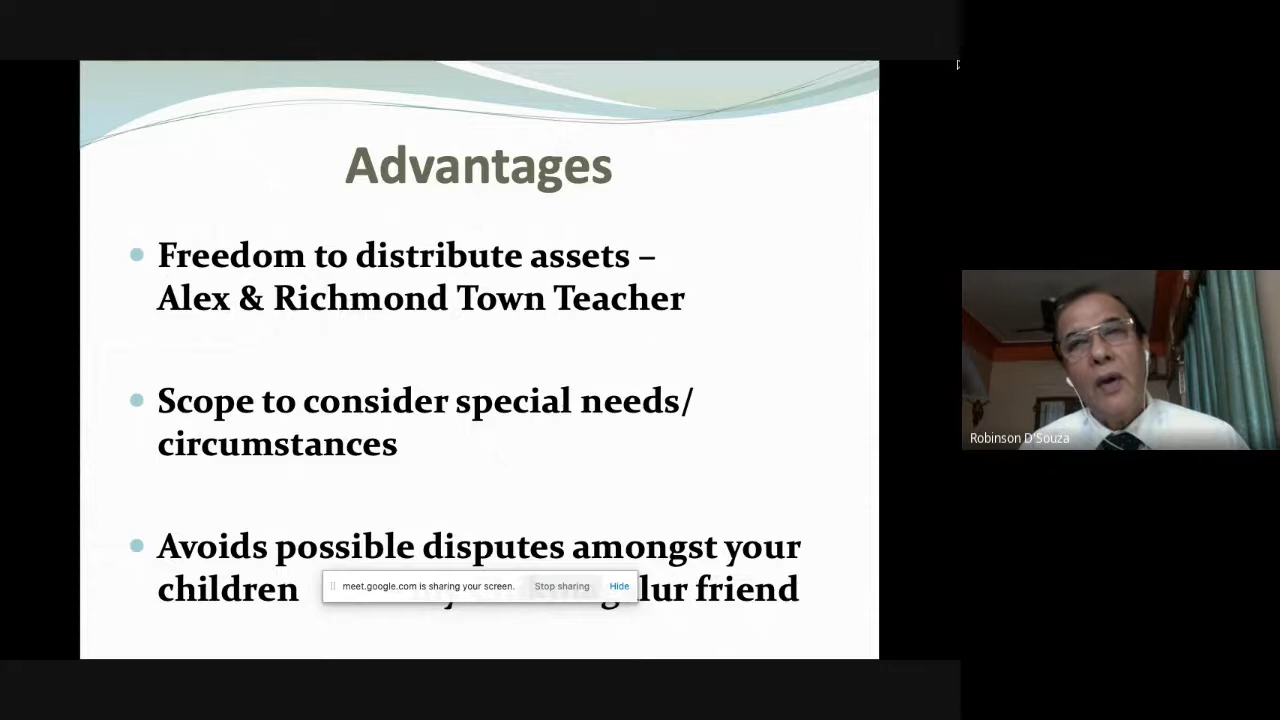 Advantages
Freedom to distribute assets –
Alex & Richmond Town Teacher
Scope to consider special needs/
circumstances
Avoids possible disputes amongst your
children lur friend
meet.google.com is sharing your screen. Stop sharing Hide
Robinson D'Souza